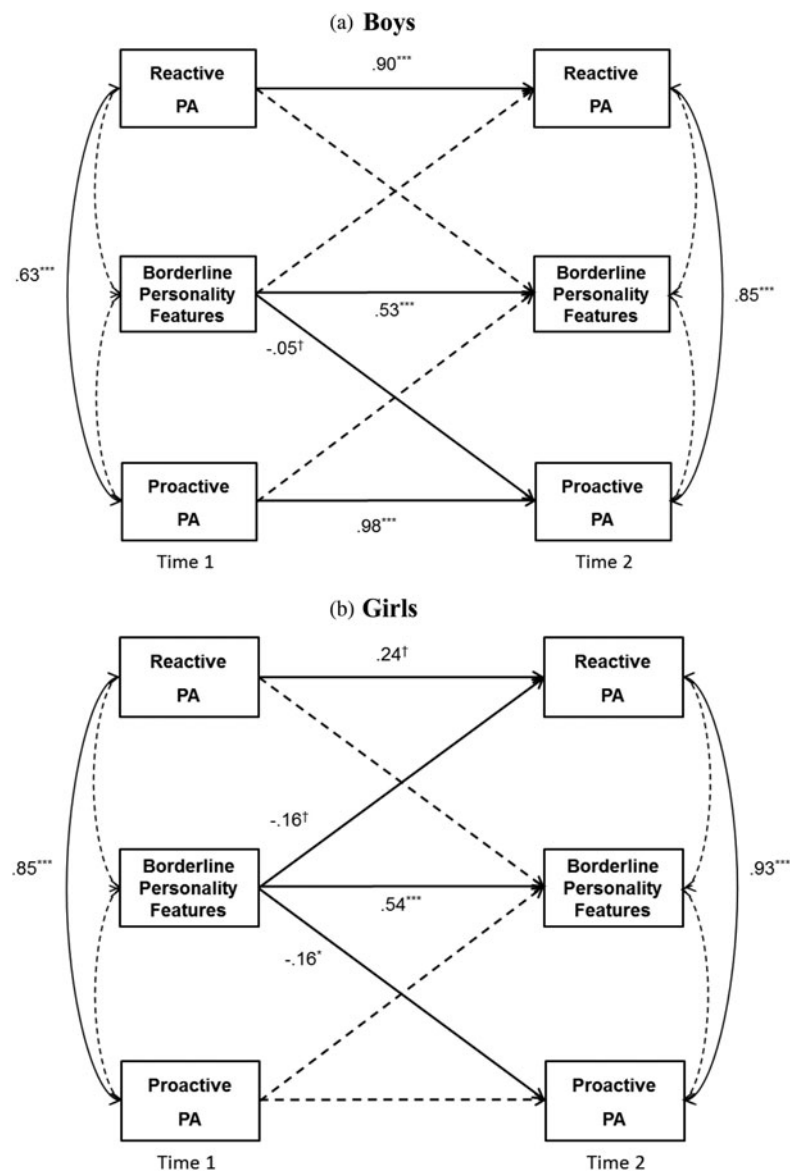 (a) Boys
Reactive
PA
.90***
Reactive
PA
.63***
Borderline
Personality
Features
.53***
-.05†
Borderline
Personality
Features
.85***
Proactive
PA
.98***
Proactive
PA
Time 1
Time 2
(b) Girls
Reactive
PA
.24†
Reactive
PA
-.16†
.85***
Borderline
Personality
Features
.54***
-.16*
Borderline
Personality
Features
.93***
Proactive
PA
Proactive
PA
Time 1
Time 2